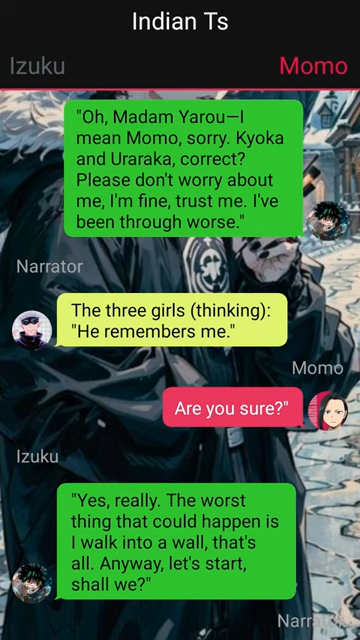 Indian Ts
Izuku Momo
"Oh, Madam Yarou—I
mean Momo, sorry. Kyoka
and Uraraka, correct?
Please don't worry about
me, I'm fine, trust me. I've
been through worse."
Narrator
The three girls (thinking):
"He remembers me."
Momo
Are you sure?"
Izuku
"Yes, really. The worst
thing that could happen is
I walk into a wall, that's
all. Anyway, let's start,
shall we?"
Narrator